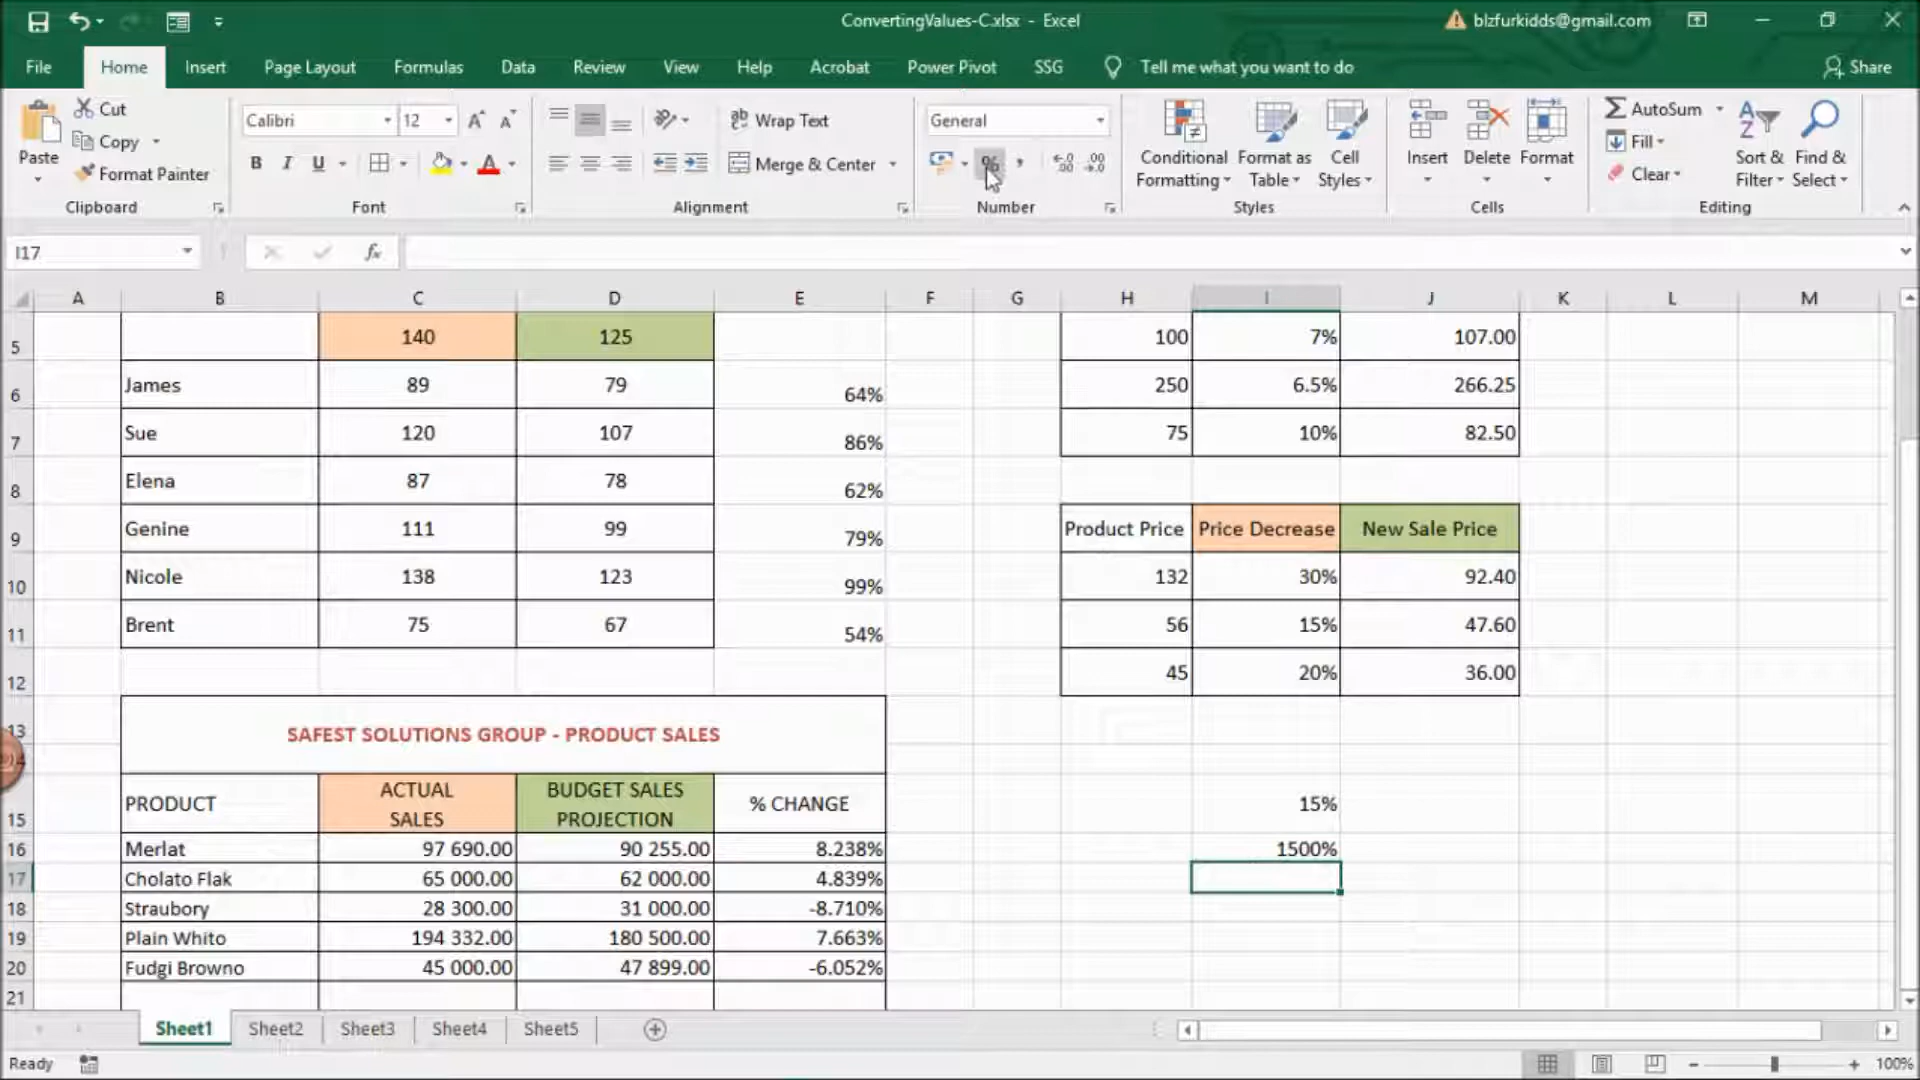 ConvertingValues-C.xlsx - Excel
blzfurkidds@gmail.com
File Home Insert Page Layout Formulas Data Review View Help Acrobat Power Pivot SSG Tell me what you want to do Share
Paste
Cut
Copy
Format Painter
Clipboard
Calibri 12
B I U
Font
Wrap Text
Merge & Center
Alignment
General
%
Number
Conditional Formatting
Format as Table
Cell Styles
Styles
Insert Delete Format
Cells
AutoSum
Fill
Clear
Sort & Filter
Find & Select
Editing
I17 fx
A B C D E F G H I J K L M
5 140 125 100 7% 107.00
6 James 89 79 64% 250 6.5% 266.25
7 Sue 120 107 86% 75 10% 82.50
8 Elena 87 78 62%
9 Genine 111 99 79% Product Price Price Decrease New Sale Price
10 Nicole 138 123 99% 132 30% 92.40
11 Brent 75 67 54% 56 15% 47.60
12 45 20% 36.00
13 SAFEST SOLUTIONS GROUP - PRODUCT SALES
15 PRODUCT ACTUAL SALES BUDGET SALES PROJECTION % CHANGE 15%
16 Merlat 97 690.00 90 255.00 8.238% 1500%
17 Cholato Flak 65 000.00 62 000.00 4.839%
18 Straubory 28 300.00 31 000.00 -8.710%
19 Plain Whito 194 332.00 180 500.00 7.663%
20 Fudgi Browno 45 000.00 47 899.00 -6.052%
21
Sheet1 Sheet2 Sheet3 Sheet4 Sheet5
Ready 100%